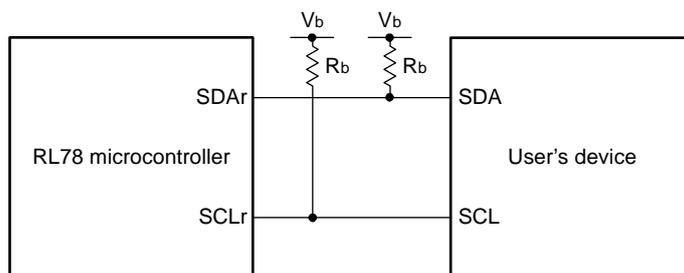 Vb Vb
Rb Rb
SDAr SDA
RL78 microcontroller User's device
SCLr SCL